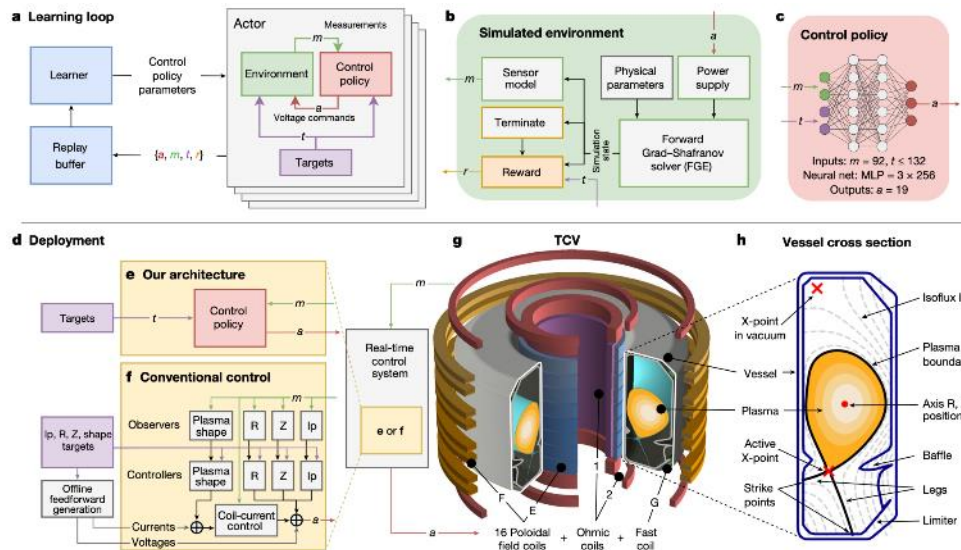 a Learning loop
Learner
Replay
buffer
Control
policy
parameters
{a, m, t, r}
Actor
Measurements
m
Environment
Control
policy
a
Voltage commands
t
Targets
b
Simulated environment
a
m
Sensor
model
Physical
parameters
Power
supply
Terminate
Simulation
state
Forward
Grad–Shafranov
solver (FGE)
Reward
r
t
c
Control policy
m
t
a
Inputs: m = 92, t ≤ 132
Neural net: MLP = 3 × 256
Outputs: a = 19
d Deployment
e Our architecture
Targets
t
Control
policy
m
a
f Conventional control
m
Observers
Plasma
shape
R
Z
Ip
Ip, R, Z, shape
targets
Controllers
Plasma
shape
R
Z
Ip
Offline
feedforward
generation
Currents
Coil-current
control
a
Voltages
m
Real-time
control
system
e or f
a
g
TCV
Vessel
Plasma
1
2
F
E
G
16 Poloidal
field coils
+
Ohmic
coils
+
Fast
coil
h Vessel cross section
X-point
in vacuum
Isoflux
Plasma
Axis R,
position
Active
X-point
Baffle
Strike
points
Legs
Limiter